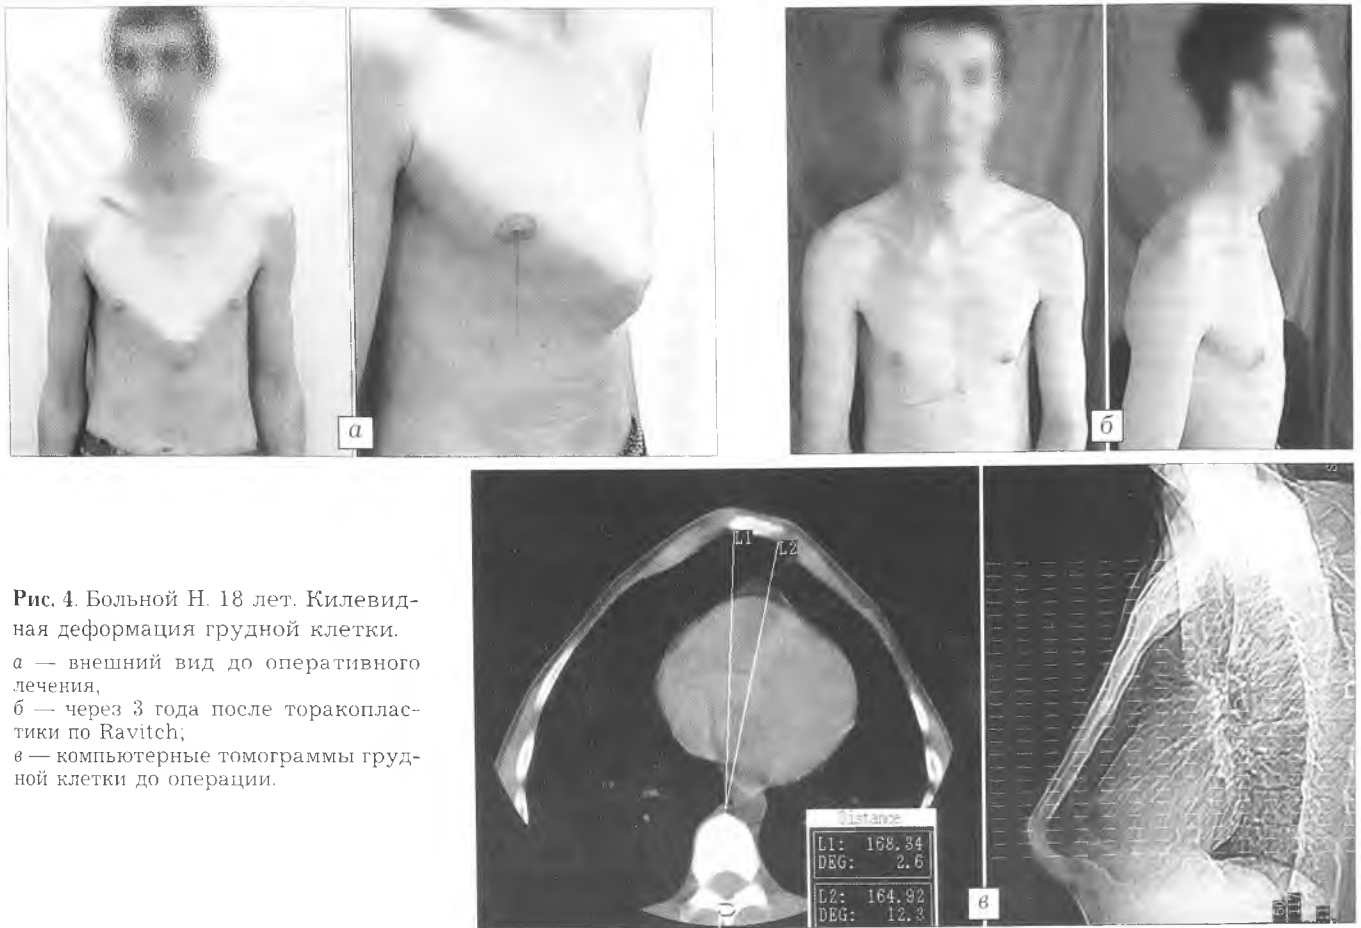 а
б
L1
L2
Distance
L1: 168.34
DEG: 2.6
L2: 164.92
DEG: 12.3
в
Рис. 4. Больной Н. 18 лет. Килевид-
ная деформация грудной клетки.
а — внешний вид до оперативного
лечения,
б — через 3 года после торакоплас-
тики по Ravitch;
в — компьютерные томограммы груд-
ной клетки до операции.